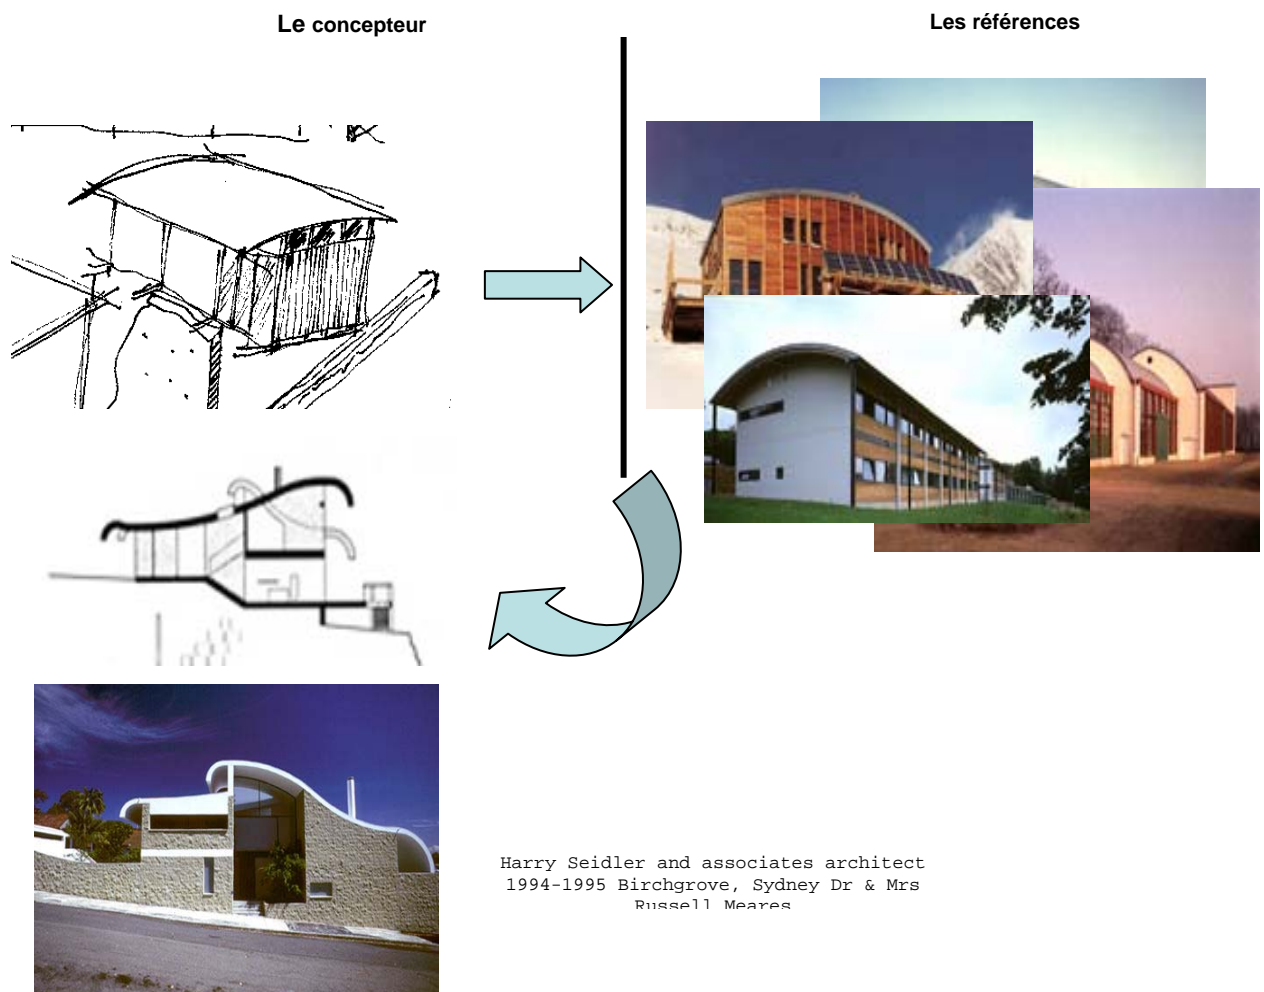 Le concepteur
Les références
Harry Seidler and associates architect
1994-1995 Birchgrove, Sydney Dr & Mrs
Russell Meares